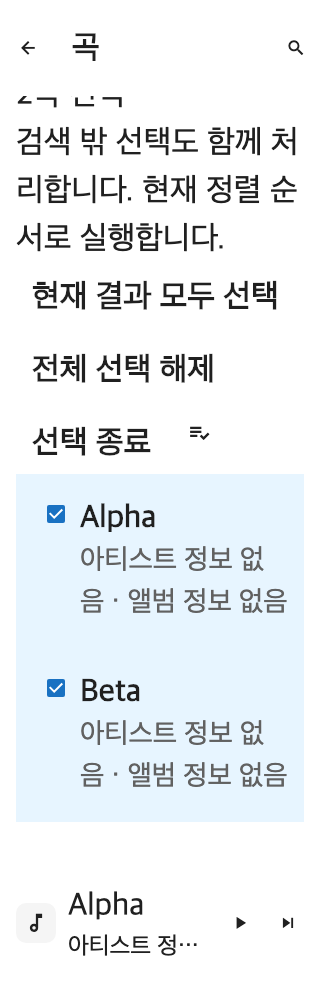 곡
검색 밖 선택도 함께 처
리합니다. 현재 정렬 순
서로 실행합니다.
현재 결과 모두 선택
전체 선택 해제
선택 종료
Alpha
아티스트 정보 없
음 · 앨범 정보 없음
Beta
아티스트 정보 없
음 · 앨범 정보 없음
Alpha
아티스트 정…